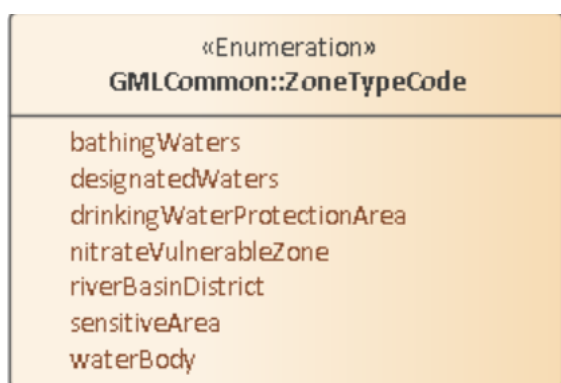 «Enumeration»
GMLCommon::ZoneTypeCode
bathingWaters
designatedWaters
drinkingWaterProtectionArea
nitrateVulnerableZone
riverBasinDistrict
sensitiveArea
waterBody